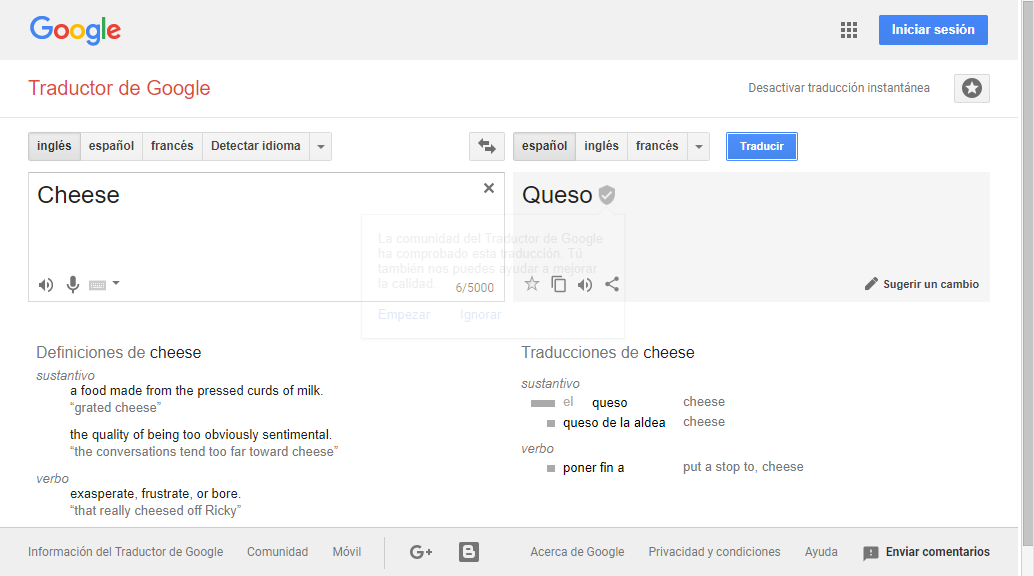 Google
Iniciar sesión
Traductor de Google
Desactivar traducción instantánea
inglés español francés Detectar idioma
español inglés francés Traducir
Cheese
Queso
La comunidad del Traductor de Google
ha comprobado esta traducción. Tú
también nos puedes ayudar a mejorar
la calidad.
6/5000
Empezar Ignorar
Sugerir un cambio
Definiciones de cheese
sustantivo
a food made from the pressed curds of milk.
“grated cheese”
the quality of being too obviously sentimental.
“the conversations tend too far toward cheese”
verbo
exasperate, frustrate, or bore.
“that really cheesed off Ricky”
Traducciones de cheese
sustantivo
el queso cheese
queso de la aldea cheese
verbo
poner fin a put a stop to, cheese
Información del Traductor de Google Comunidad Móvil G+ B Acerca de Google Privacidad y condiciones Ayuda Enviar comentarios